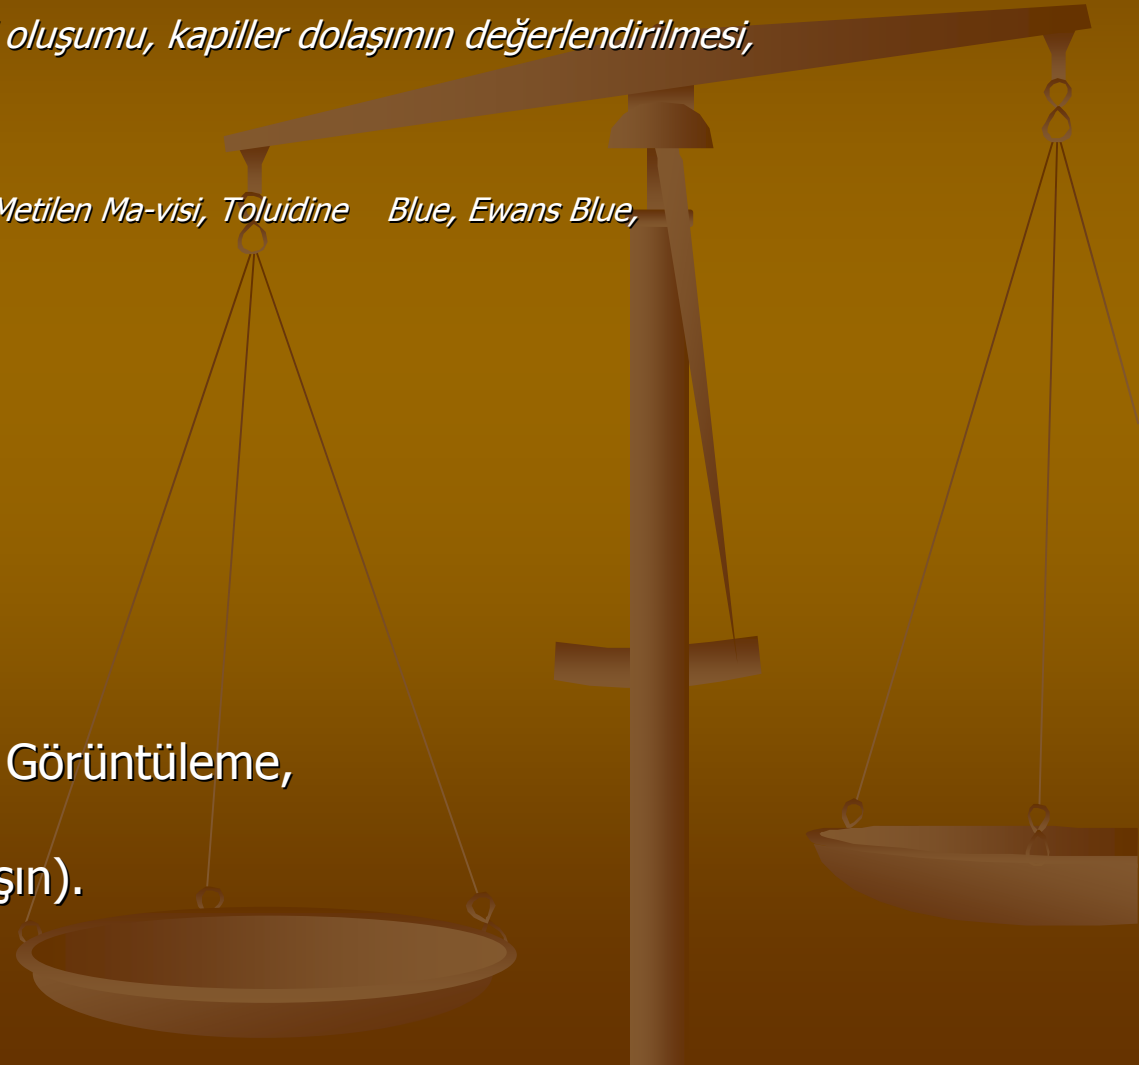 oluşumu, kapiller dolaşımın değerlendirilmesi,
Metilen Ma-visi, Toluidine Blue, Ewans Blue,
Görüntüleme,
şın).